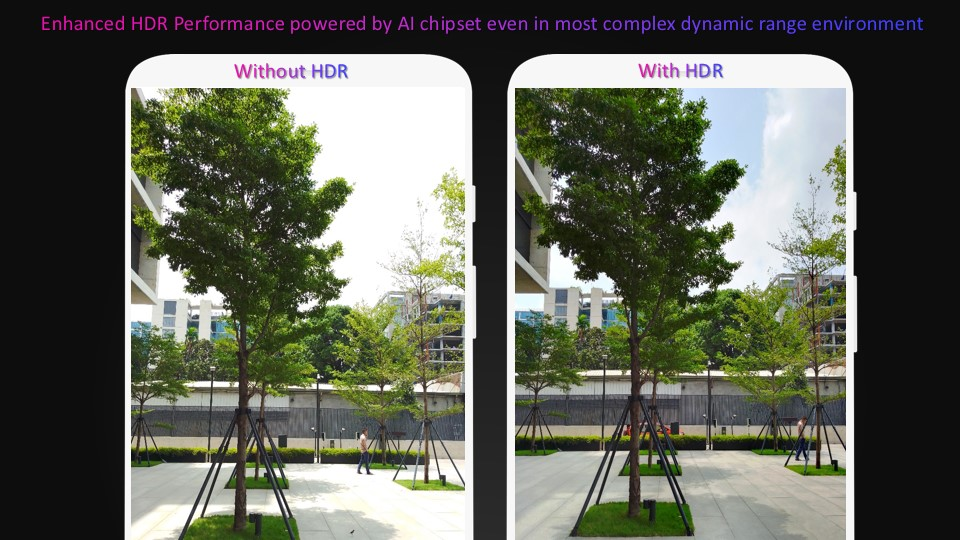 Enhanced HDR Performance powered by AI chipset even in most complex dynamic range environment
Without HDR
With HDR